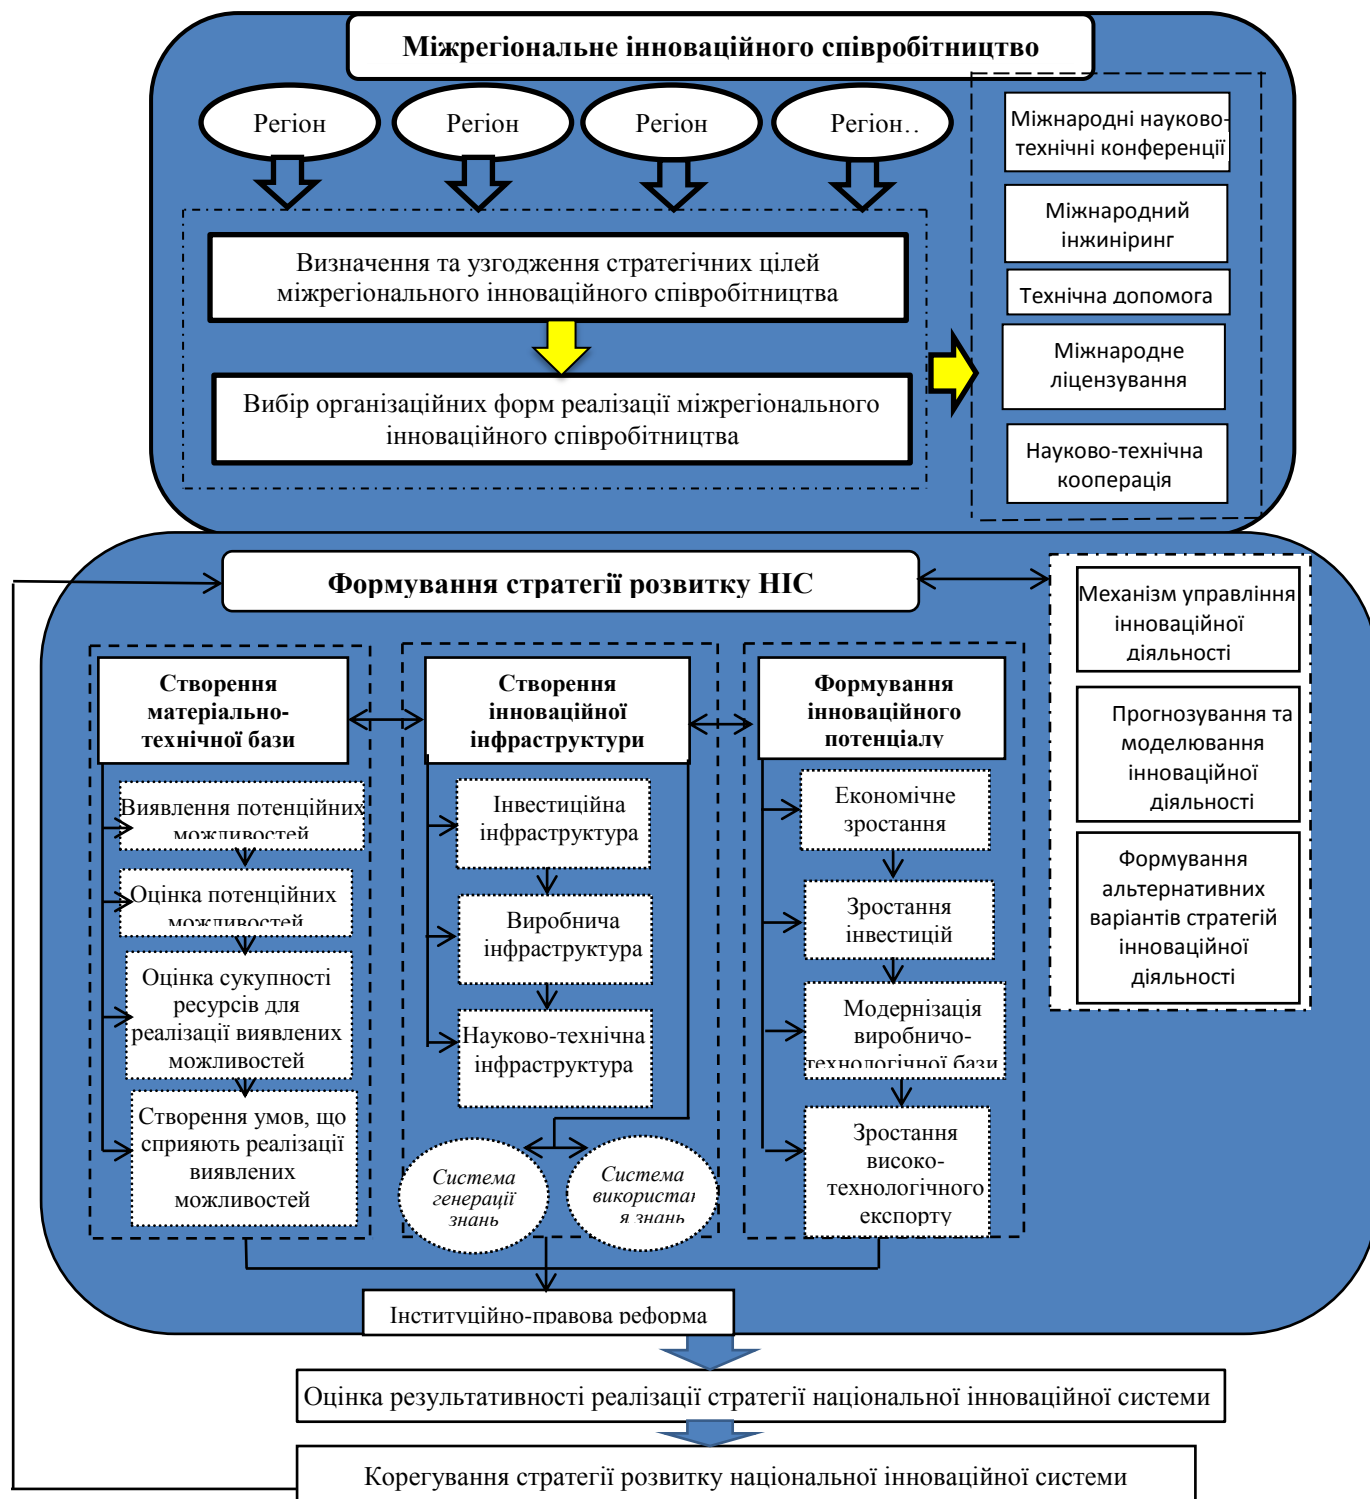 Міжрегіональне інноваційного співробітництво
Регіон
Регіон
Регіон
Регіон..
Визначення та узгодження стратегічних цілей
міжрегіонального інноваційного співробітництва
Вибір організаційних форм реалізації міжрегіонального
інноваційного співробітництва
Міжнародні науково-
технічні конференції
Міжнародний
інжиніринг
Технічна допомога
Міжнародне
ліцензування
Науково-технічна
кооперація
Формування стратегії розвитку НІС
Механізм управління
інноваційної
діяльності
Прогнозування та
моделювання
інноваційної
діяльності
Формування
альтернативних
варіантів стратегій
інноваційної
діяльності
Створення
матеріально-
технічної бази
Виявлення потенційних
можливостей
Оцінка потенційних
можливостей
Оцінка сукупності
ресурсів для
реалізації виявлених
можливостей
Створення умов, що
сприяють реалізації
виявлених
можливостей
Створення
інноваційної
інфраструктури
Інвестиційна
інфраструктура
Виробнича
інфраструктура
Науково-технічна
інфраструктура
Система
генерації
знань
Система
використан
я знань
Формування
інноваційного
потенціалу
Економічне
зростання
Зростання
інвестицій
Модернізація
виробничо-
технологічної бази
Зростання
високо-
технологічного
експорту
Інституційно-правова реформа
Оцінка результативності реалізації стратегії національної інноваційної системи
Корегування стратегії розвитку національної інноваційної системи